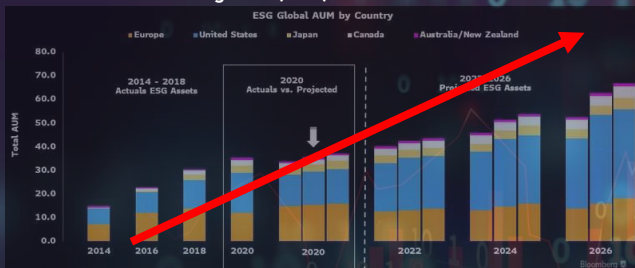 ESG Global AUM by Country
Europe United States Japan Canada Australia/New Zealand
80.0
70.0
60.0
50.0
40.0
30.0
20.0
10.0
0.0
Total AUM
2014 - 2018
Actuals ESG Assets
2020
Actuals vs. Projected
ESG Assets
2014 2016 2018 2020 2020 2022 2024 2026
Bloomberg